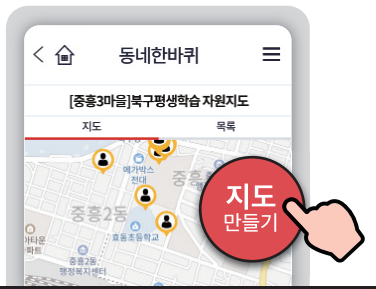 동네한바퀴
[중흥3마을]북구평생학습 자원지도
지도
목록
메가박스
전대
중흥
중흥2동
효동초등학교
중흥2동
행정복지센터
지도
만들기